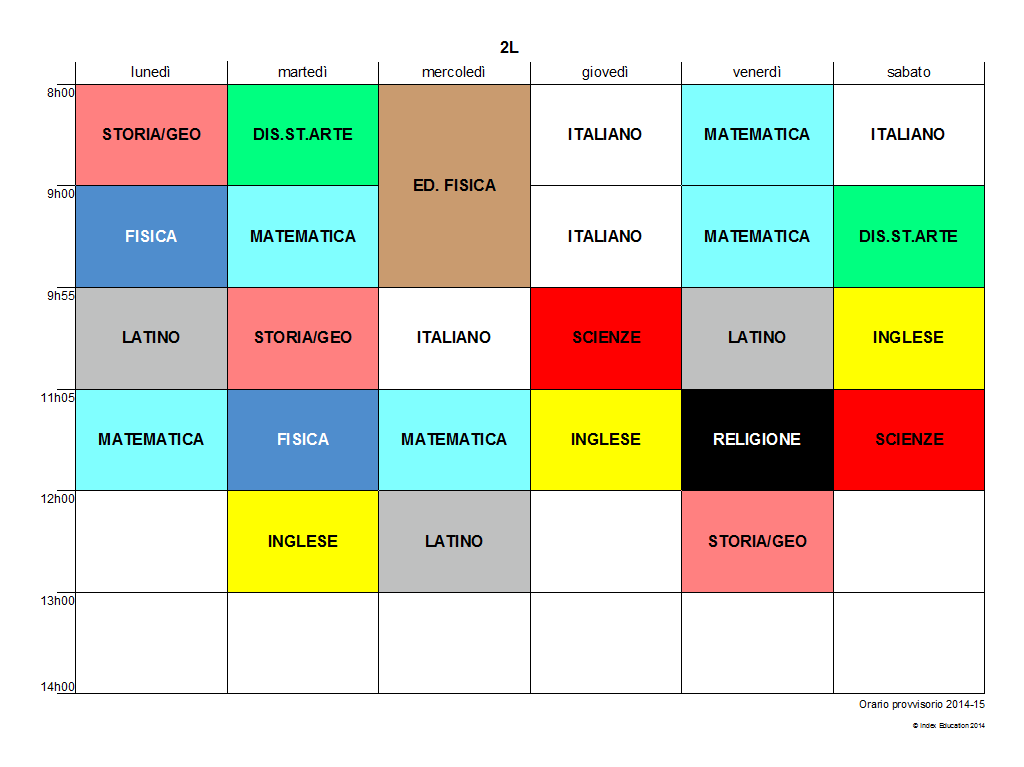 2L
lunedì martedì mercoledì giovedì venerdì sabato
8h00
STORIA/GEO DIS.ST.ARTE ED. FISICA ITALIANO MATEMATICA ITALIANO
9h00
FISICA MATEMATICA ITALIANO MATEMATICA DIS.ST.ARTE
9h55
LATINO STORIA/GEO ITALIANO SCIENZE LATINO INGLESE
11h05
MATEMATICA FISICA MATEMATICA INGLESE RELIGIONE SCIENZE
12h00
INGLESE LATINO STORIA/GEO
13h00
14h00
Orario provvisorio 2014-15
© Index Education 2014